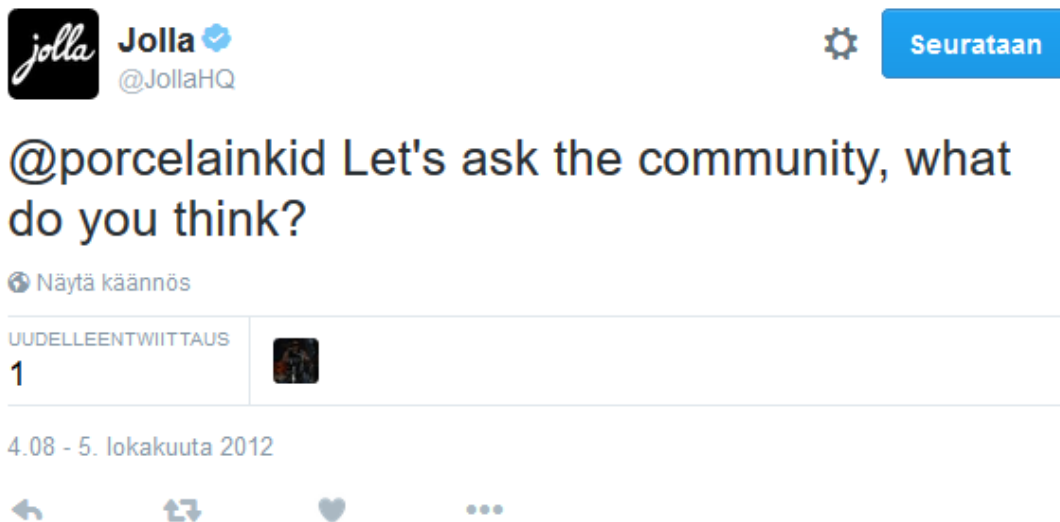 jolla
Jolla
Seurataan
@JollaHQ
@porcelainkid Let's ask the community, what
do you think?
Näytä käännös
UUDELLEENTWIITTAUS
1
4.08 - 5. lokakuuta 2012